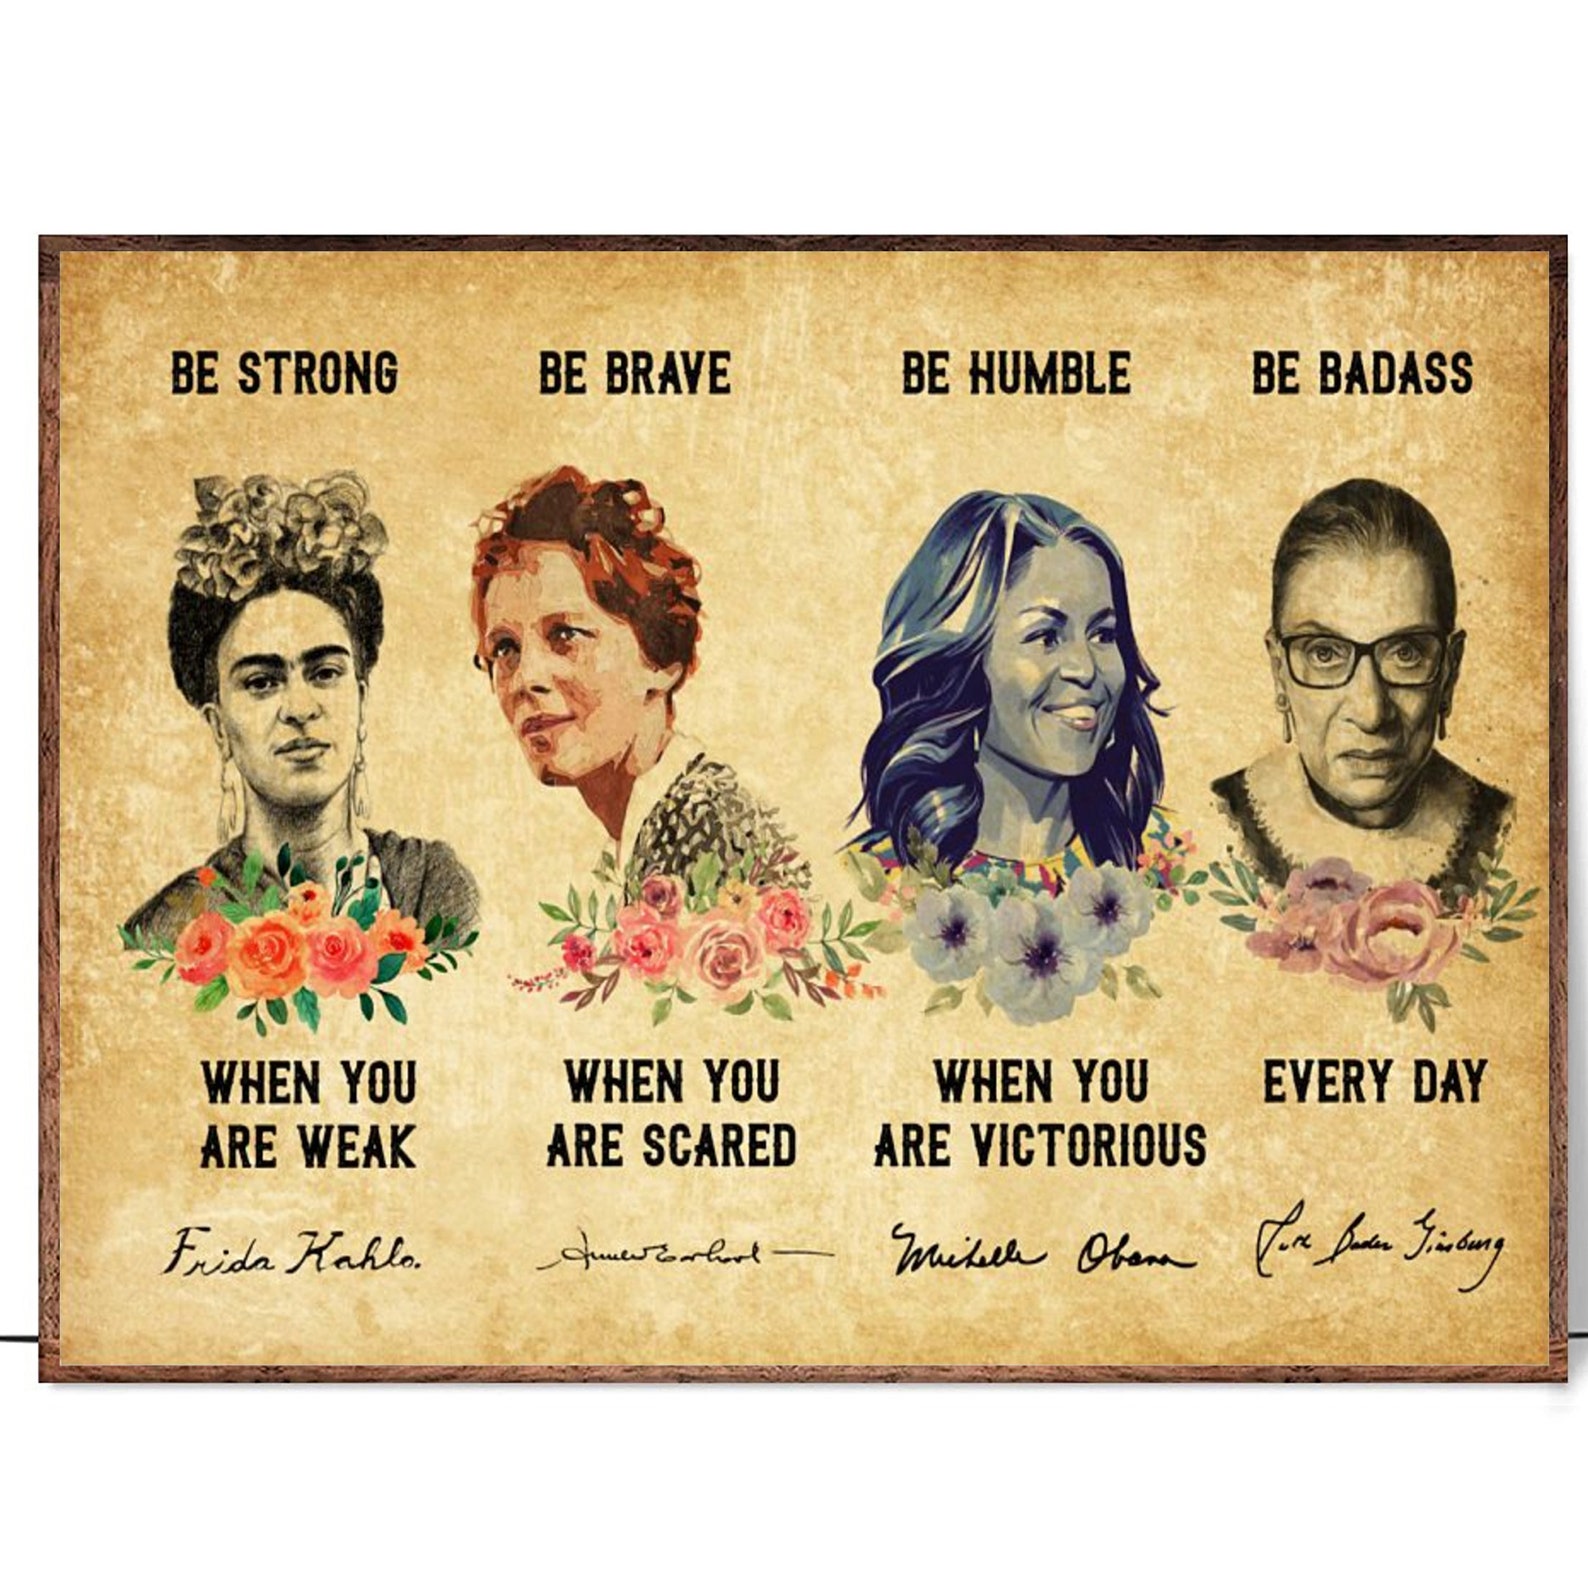 BE STRONG
BE BRAVE
BE HUMBLE
BE BADASS
WHEN YOU
ARE WEAK
WHEN YOU
ARE SCARED
WHEN YOU
ARE VICTORIOUS
EVERY DAY
Frida Kahlo.
Amelia Earhart
Michelle Obama
Ruth Bader Ginsburg